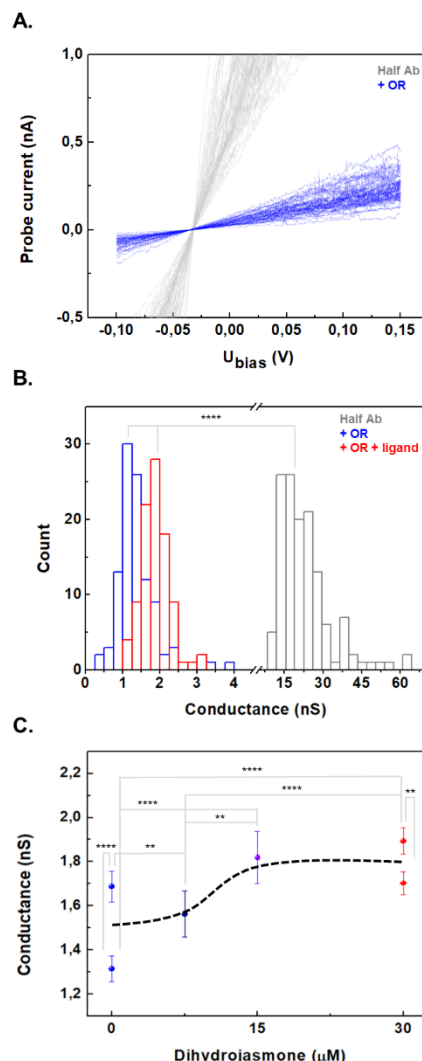 A.
1,0
0,5
0,0
-0,5
Probe current (nA)
Half Ab
+ OR
-0,10 -0,05 0,00 0,05 0,10 0,15
Ubias (V)
B.
****
Half Ab
+ OR
+ OR + ligand
30
20
10
0
Count
0 1 2 3 4 15 30 45 60
Conductance (nS)
C.
2,2
2,0
1,8
1,6
1,4
1,2
Conductance (nS)
****
**** **
****
**** ** **
0 15 30
Dihydrojasmone (μM)